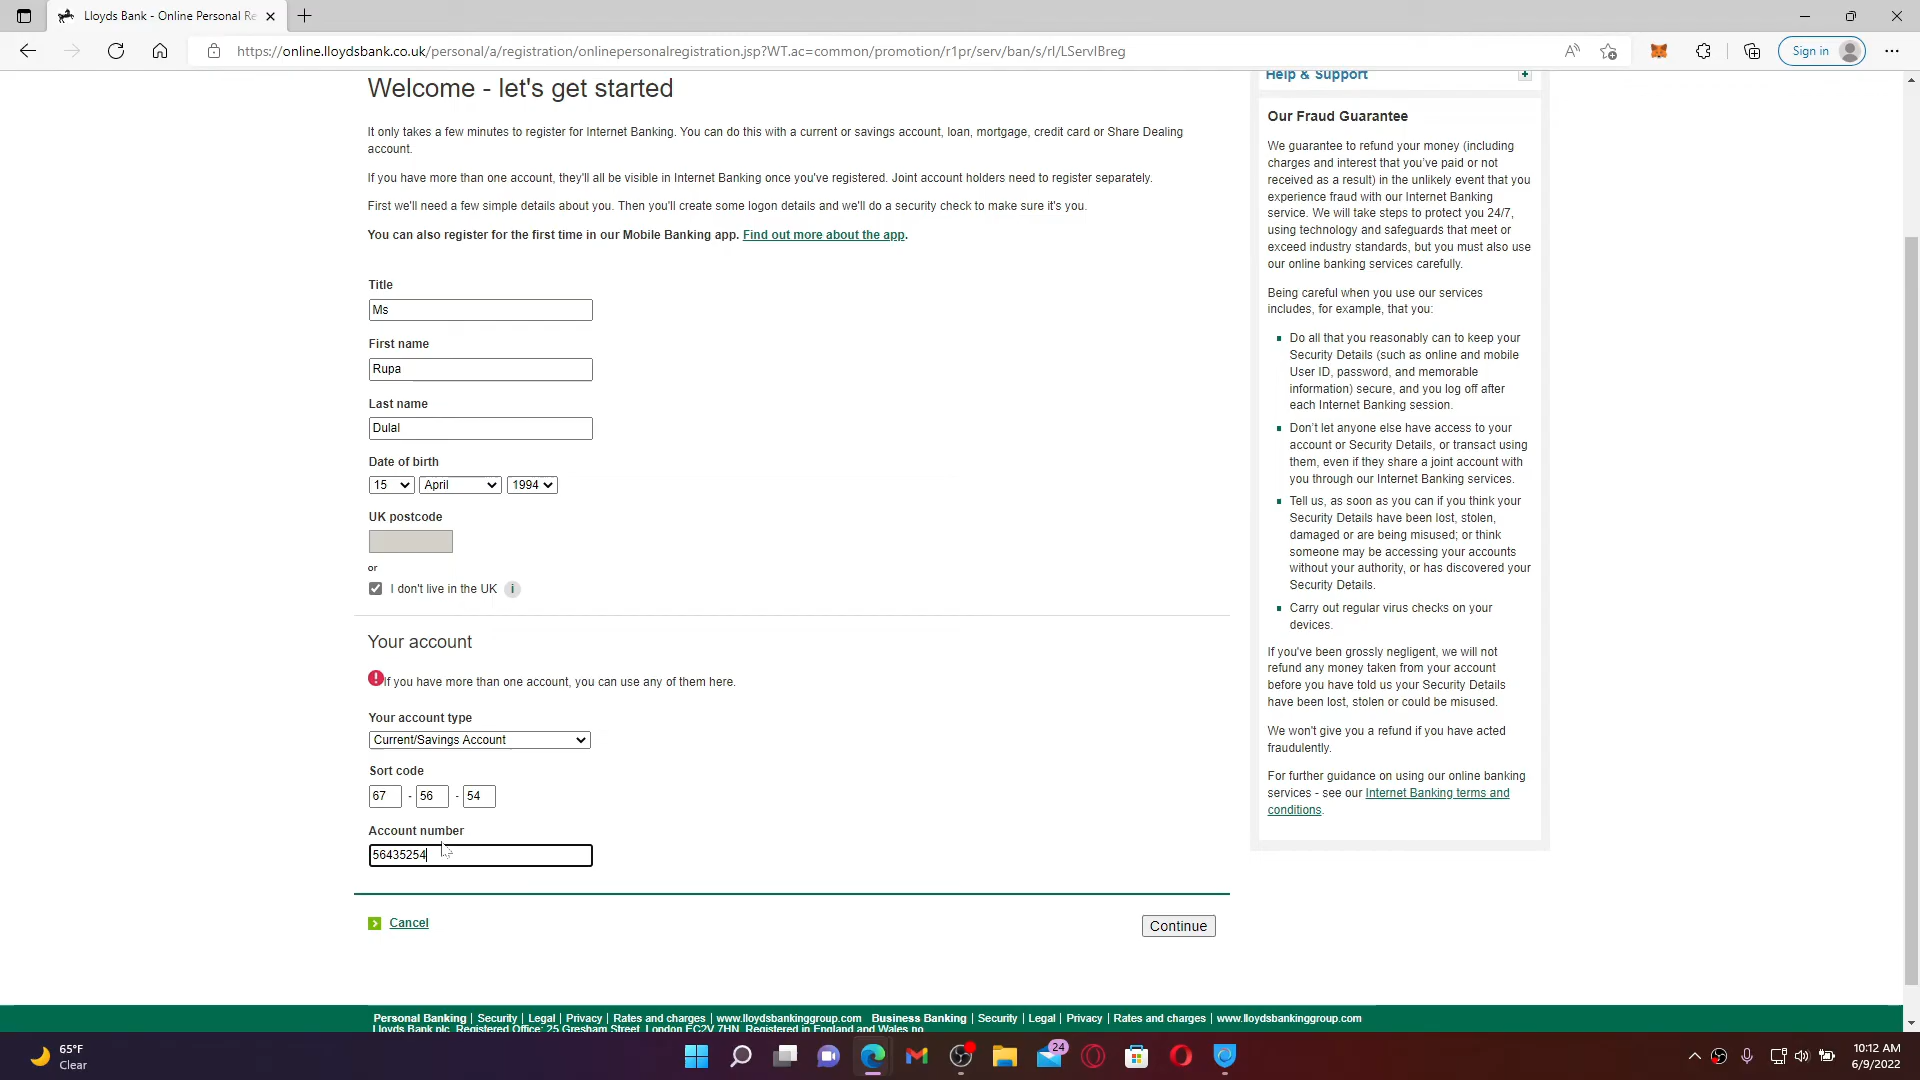 Lloyds Bank - Online Personal Re
https://online.lloydsbank.co.uk/personal/a/registration/onlinepersonalregistration.jsp?WT.ac=common/promotion/r1pr/serv/ban/s/rl/LServIBreg
Sign in
Welcome - let's get started
It only takes a few minutes to register for Internet Banking. You can do this with a current or savings account, loan, mortgage, credit card or Share Dealing
account.
If you have more than one account, they'll all be visible in Internet Banking once you've registered. Joint account holders need to register separately.
First we'll need a few simple details about you. Then you'll create some logon details and we'll do a security check to make sure it's you.
You can also register for the first time in our Mobile Banking app. Find out more about the app.
Title
Ms
First name
Rupa
Last name
Dulal
Date of birth
15 April 1994
UK postcode
or
I don't live in the UK i
Your account
If you have more than one account, you can use any of them here.
Your account type
Current/Savings Account
Sort code
67 - 56 - 54
Account number
56435254
Cancel
Continue
Help & Support
Our Fraud Guarantee
We guarantee to refund your money (including
charges and interest that you've paid or not
received as a result) in the unlikely event that you
experience fraud with our Internet Banking
service. We will take steps to protect you 24/7,
using technology and safeguards that meet or
exceed industry standards, but you must also use
our online banking services carefully.
Being careful when you use our services
includes, for example, that you:
Do all that you reasonably can to keep your
Security Details (such as online and mobile
User ID, password, and memorable
information) secure, and you log off after
each Internet Banking session.
Don't let anyone else have access to your
account or Security Details, or transact using
them, even if they share a joint account with
you through our Internet Banking services.
Tell us, as soon as you can if you think your
Security Details have been lost, stolen,
damaged or are being misused; or think
someone may be accessing your accounts
without your authority, or has discovered your
Security Details.
Carry out regular virus checks on your
devices.
If you've been grossly negligent, we will not
refund any money taken from your account
before you have told us your Security Details
have been lost, stolen or could be misused.
We won't give you a refund if you have acted
fraudulently.
For further guidance on using our online banking
services - see our Internet Banking terms and
conditions.
Personal Banking | Security | Legal | Privacy | Rates and charges | www.lloydsbankinggroup.com Business Banking | Security | Legal | Privacy | Rates and charges | www.lloydsbankinggroup.com
Lloyds Bank plc. Registered Office: 25 Gresham Street, London EC2V 7HN. Registered in England and Wales no
65°F
Clear
24
10:12 AM
6/9/2022